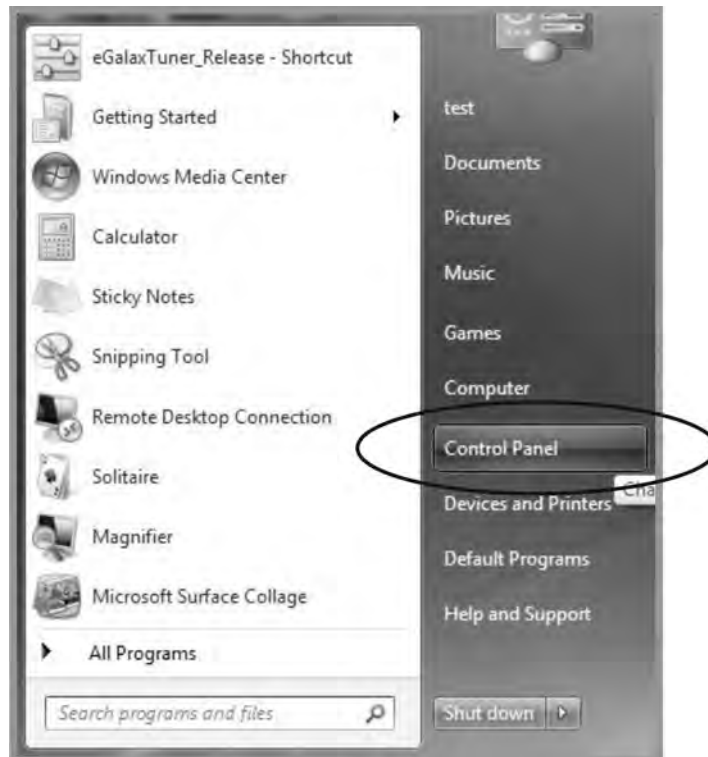 eGalaxTuner_Release - Shortcut
Getting Started
Windows Media Center
Calculator
Sticky Notes
Snipping Tool
Remote Desktop Connection
Solitaire
Magnifier
Microsoft Surface Collage
All Programs
Search programs and files
test
Documents
Pictures
Music
Games
Computer
Control Panel
Cha
Devices and Printers
Default Programs
Help and Support
Shut down